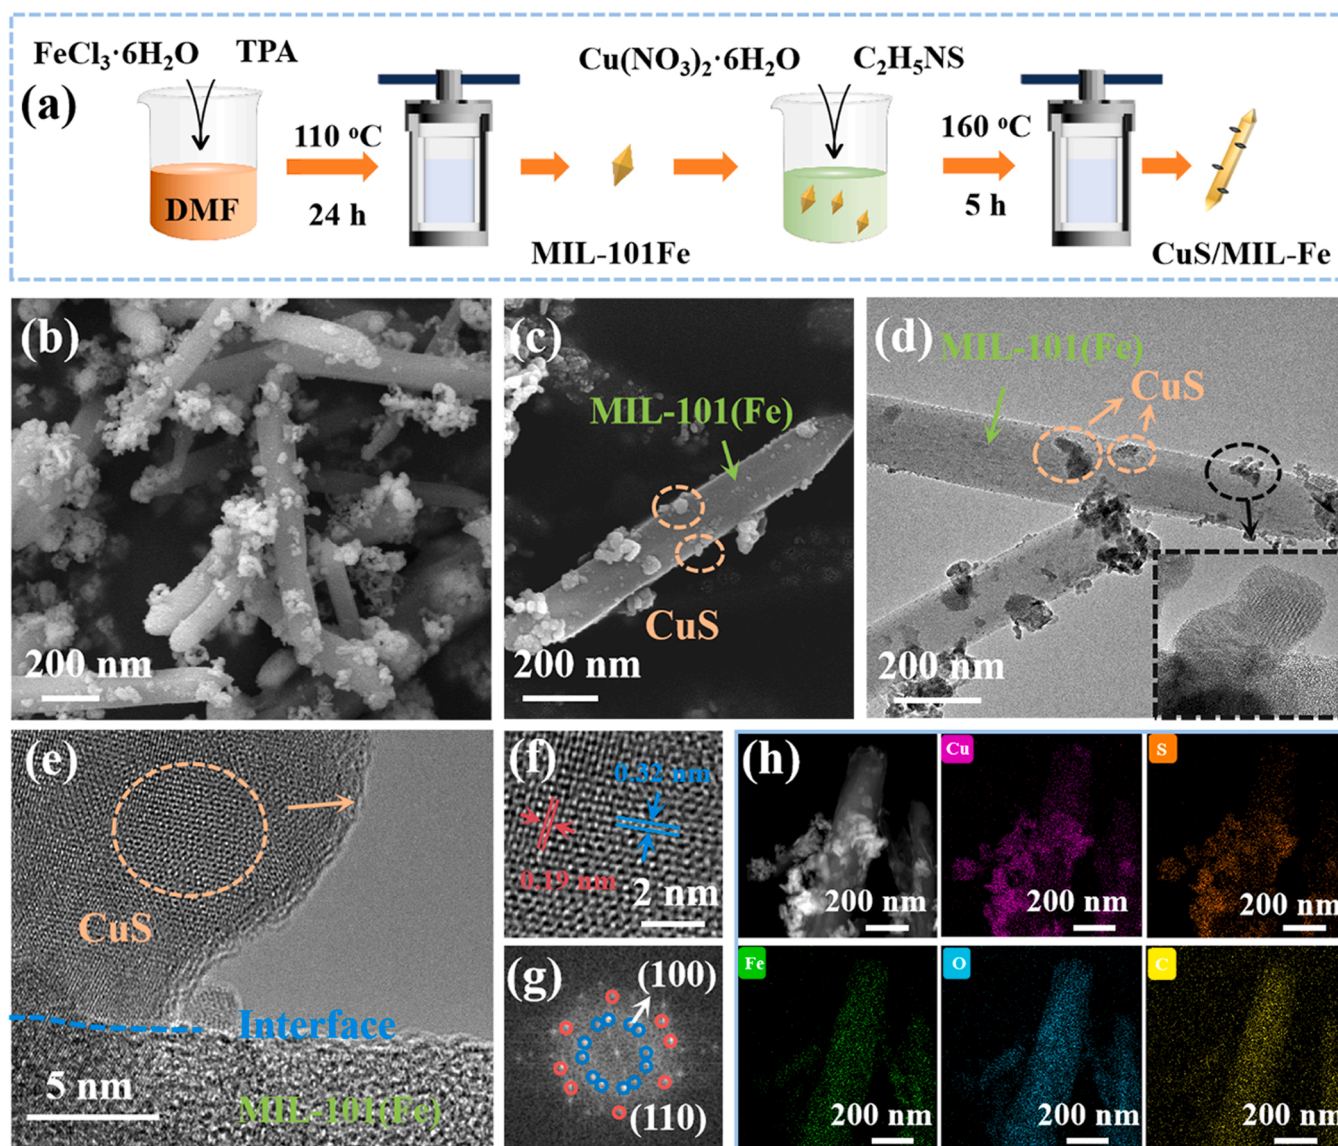 (a)
FeCl₃·6H₂O
TPA
DMF
110 °C
24 h
MIL-101Fe
Cu(NO₃)₂·6H₂O
C₂H₅NS
160 °C
5 h
CuS/MIL-Fe
(b)
200 nm
(c)
MIL-101(Fe)
CuS
200 nm
(d)
MIL-101(Fe)
CuS
200 nm
(e)
CuS
Interface
5 nm
MIL-101(Fe)
(f)
0.32 nm
0.19 nm
2 nm
(g)
(100)
(110)
(h)
200 nm
Cu
200 nm
S
200 nm
Fe
200 nm
O
200 nm
C
200 nm